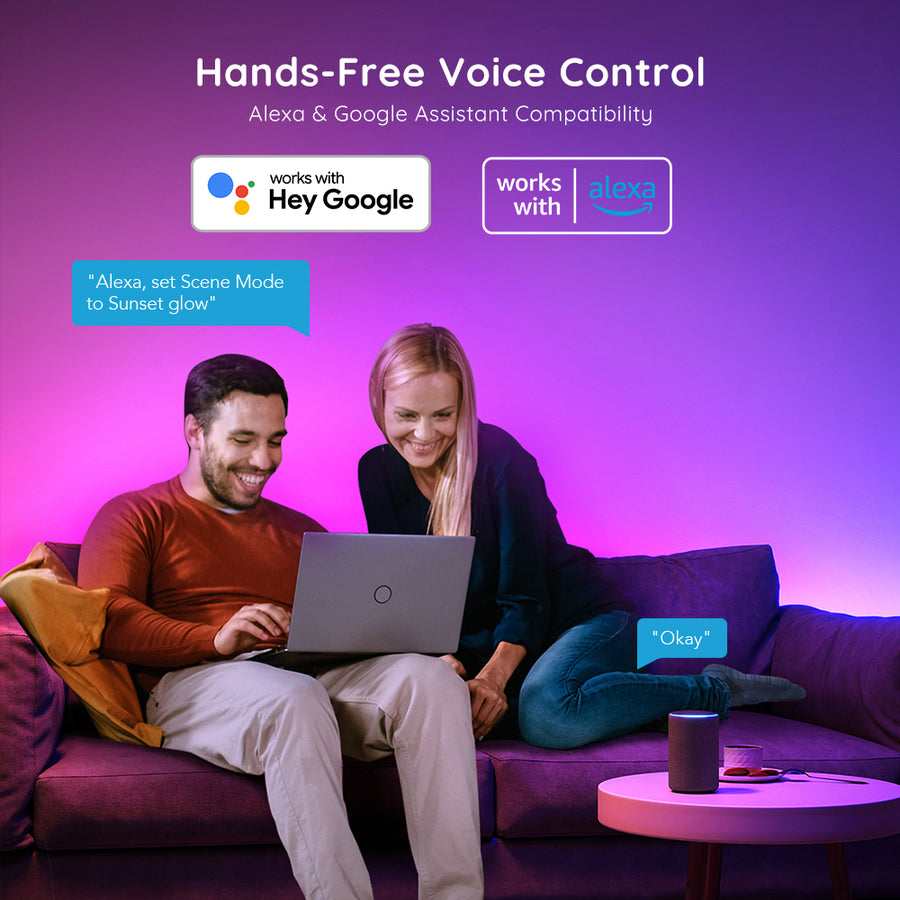 Hands-Free Voice Control
Alexa & Google Assistant Compatibility
works with
Hey Google
works
with
alexa
"Alexa, set Scene Mode
to Sunset glow"
"Okay"